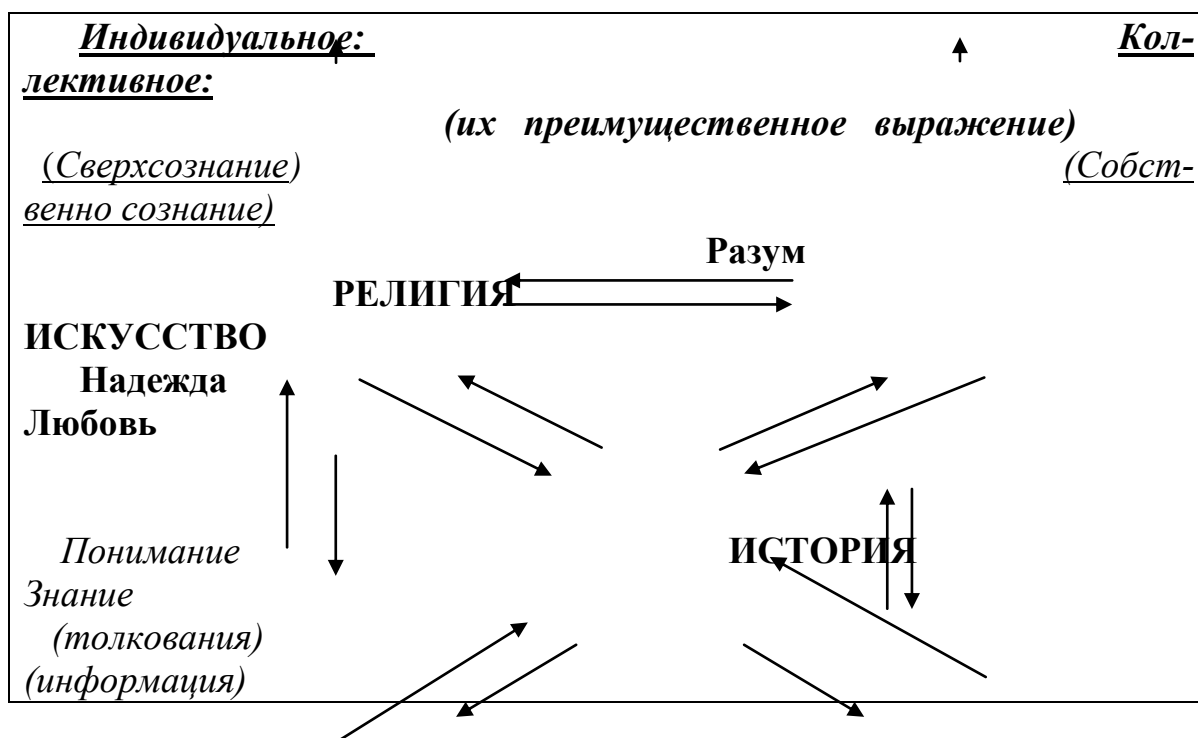 Индивидуальное: Кол-
лективное:
(их преимущественное выражение)
(Сверхсознание) (Собст-
венно сознание)
Разум
РЕЛИГИЯ
ИСКУССТВО
Надежда
Любовь
Понимание ИСТОРИЯ
Знание
(толкования)
(информация)